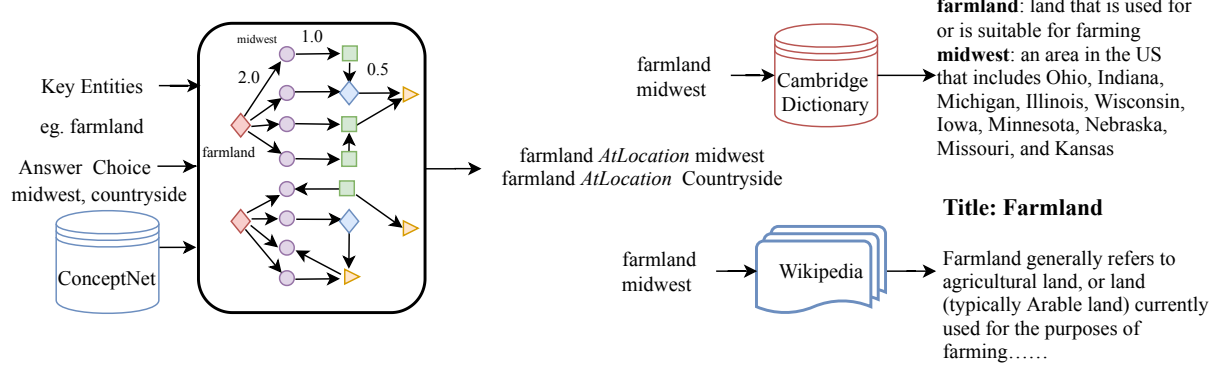 Key Entities
eg. farmland
Answer Choice
midwest, countryside
ConceptNet
midwest
1.0
2.0
0.5
farmland
farmland AtLocation midwest
farmland AtLocation Countryside
farmland
midwest
Cambridge
Dictionary
farmland: land that is used for
or is suitable for farming
midwest: an area in the US
that includes Ohio, Indiana,
Michigan, Illinois, Wisconsin,
Iowa, Minnesota, Nebraska,
Missouri, and Kansas
farmland
midwest
Wikipedia
Title: Farmland
Farmland generally refers to
agricultural land, or land
(typically Arable land) currently
used for the purposes of
farming……